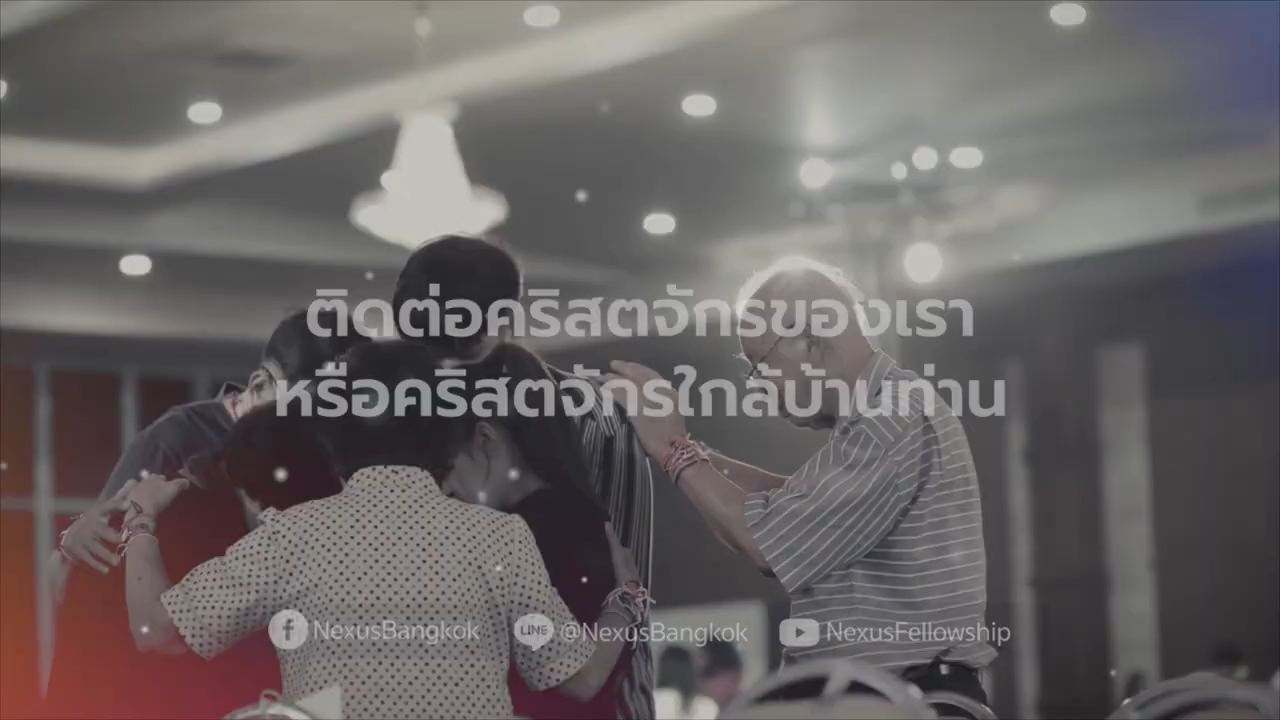 ติดต่อคริสตจักรของเรา
หรือคริสตจักรใกล้บ้านท่าน
NexusBangkok LINE @NexusBangkok NexusFellowship